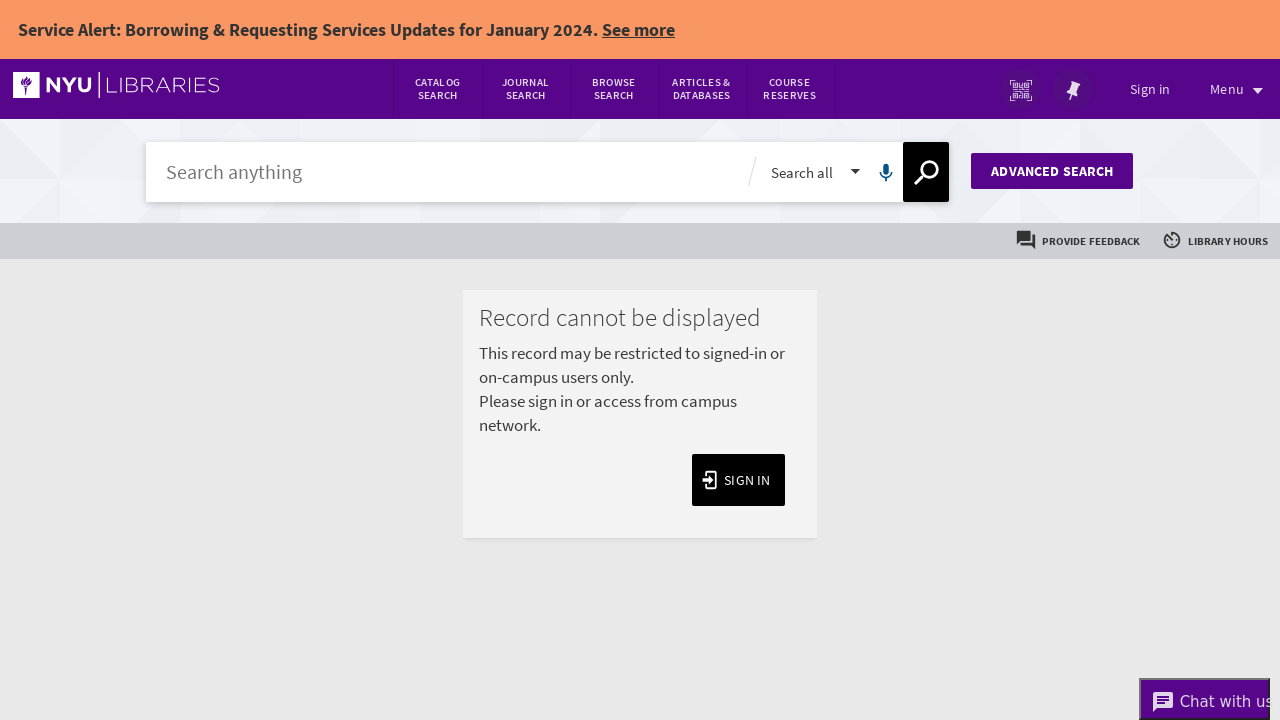 Service Alert: Borrowing & Requesting Services Updates for January 2024. See more
NYU LIBRARIES
CATALOG
SEARCH
JOURNAL
SEARCH
BROWSE
SEARCH
ARTICLES &
DATABASES
COURSE
RESERVES
Sign in
Menu
Search anything
Search all
ADVANCED SEARCH
PROVIDE FEEDBACK
LIBRARY HOURS
Record cannot be displayed
This record may be restricted to signed-in or
on-campus users only.
Please sign in or access from campus
network.
SIGN IN
Chat with us